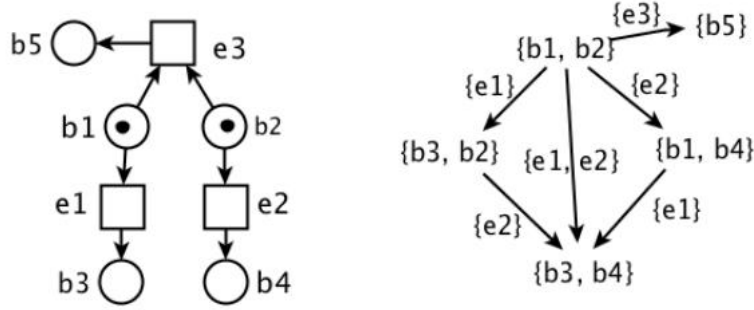 b5
e3
b1
b2
e1
e2
b3
b4
{e3}
{b5}
{b1, b2}
{e1}
{e2}
{b3, b2}
{e1, e2}
{b1, b4}
{e2}
{e1}
{b3, b4}